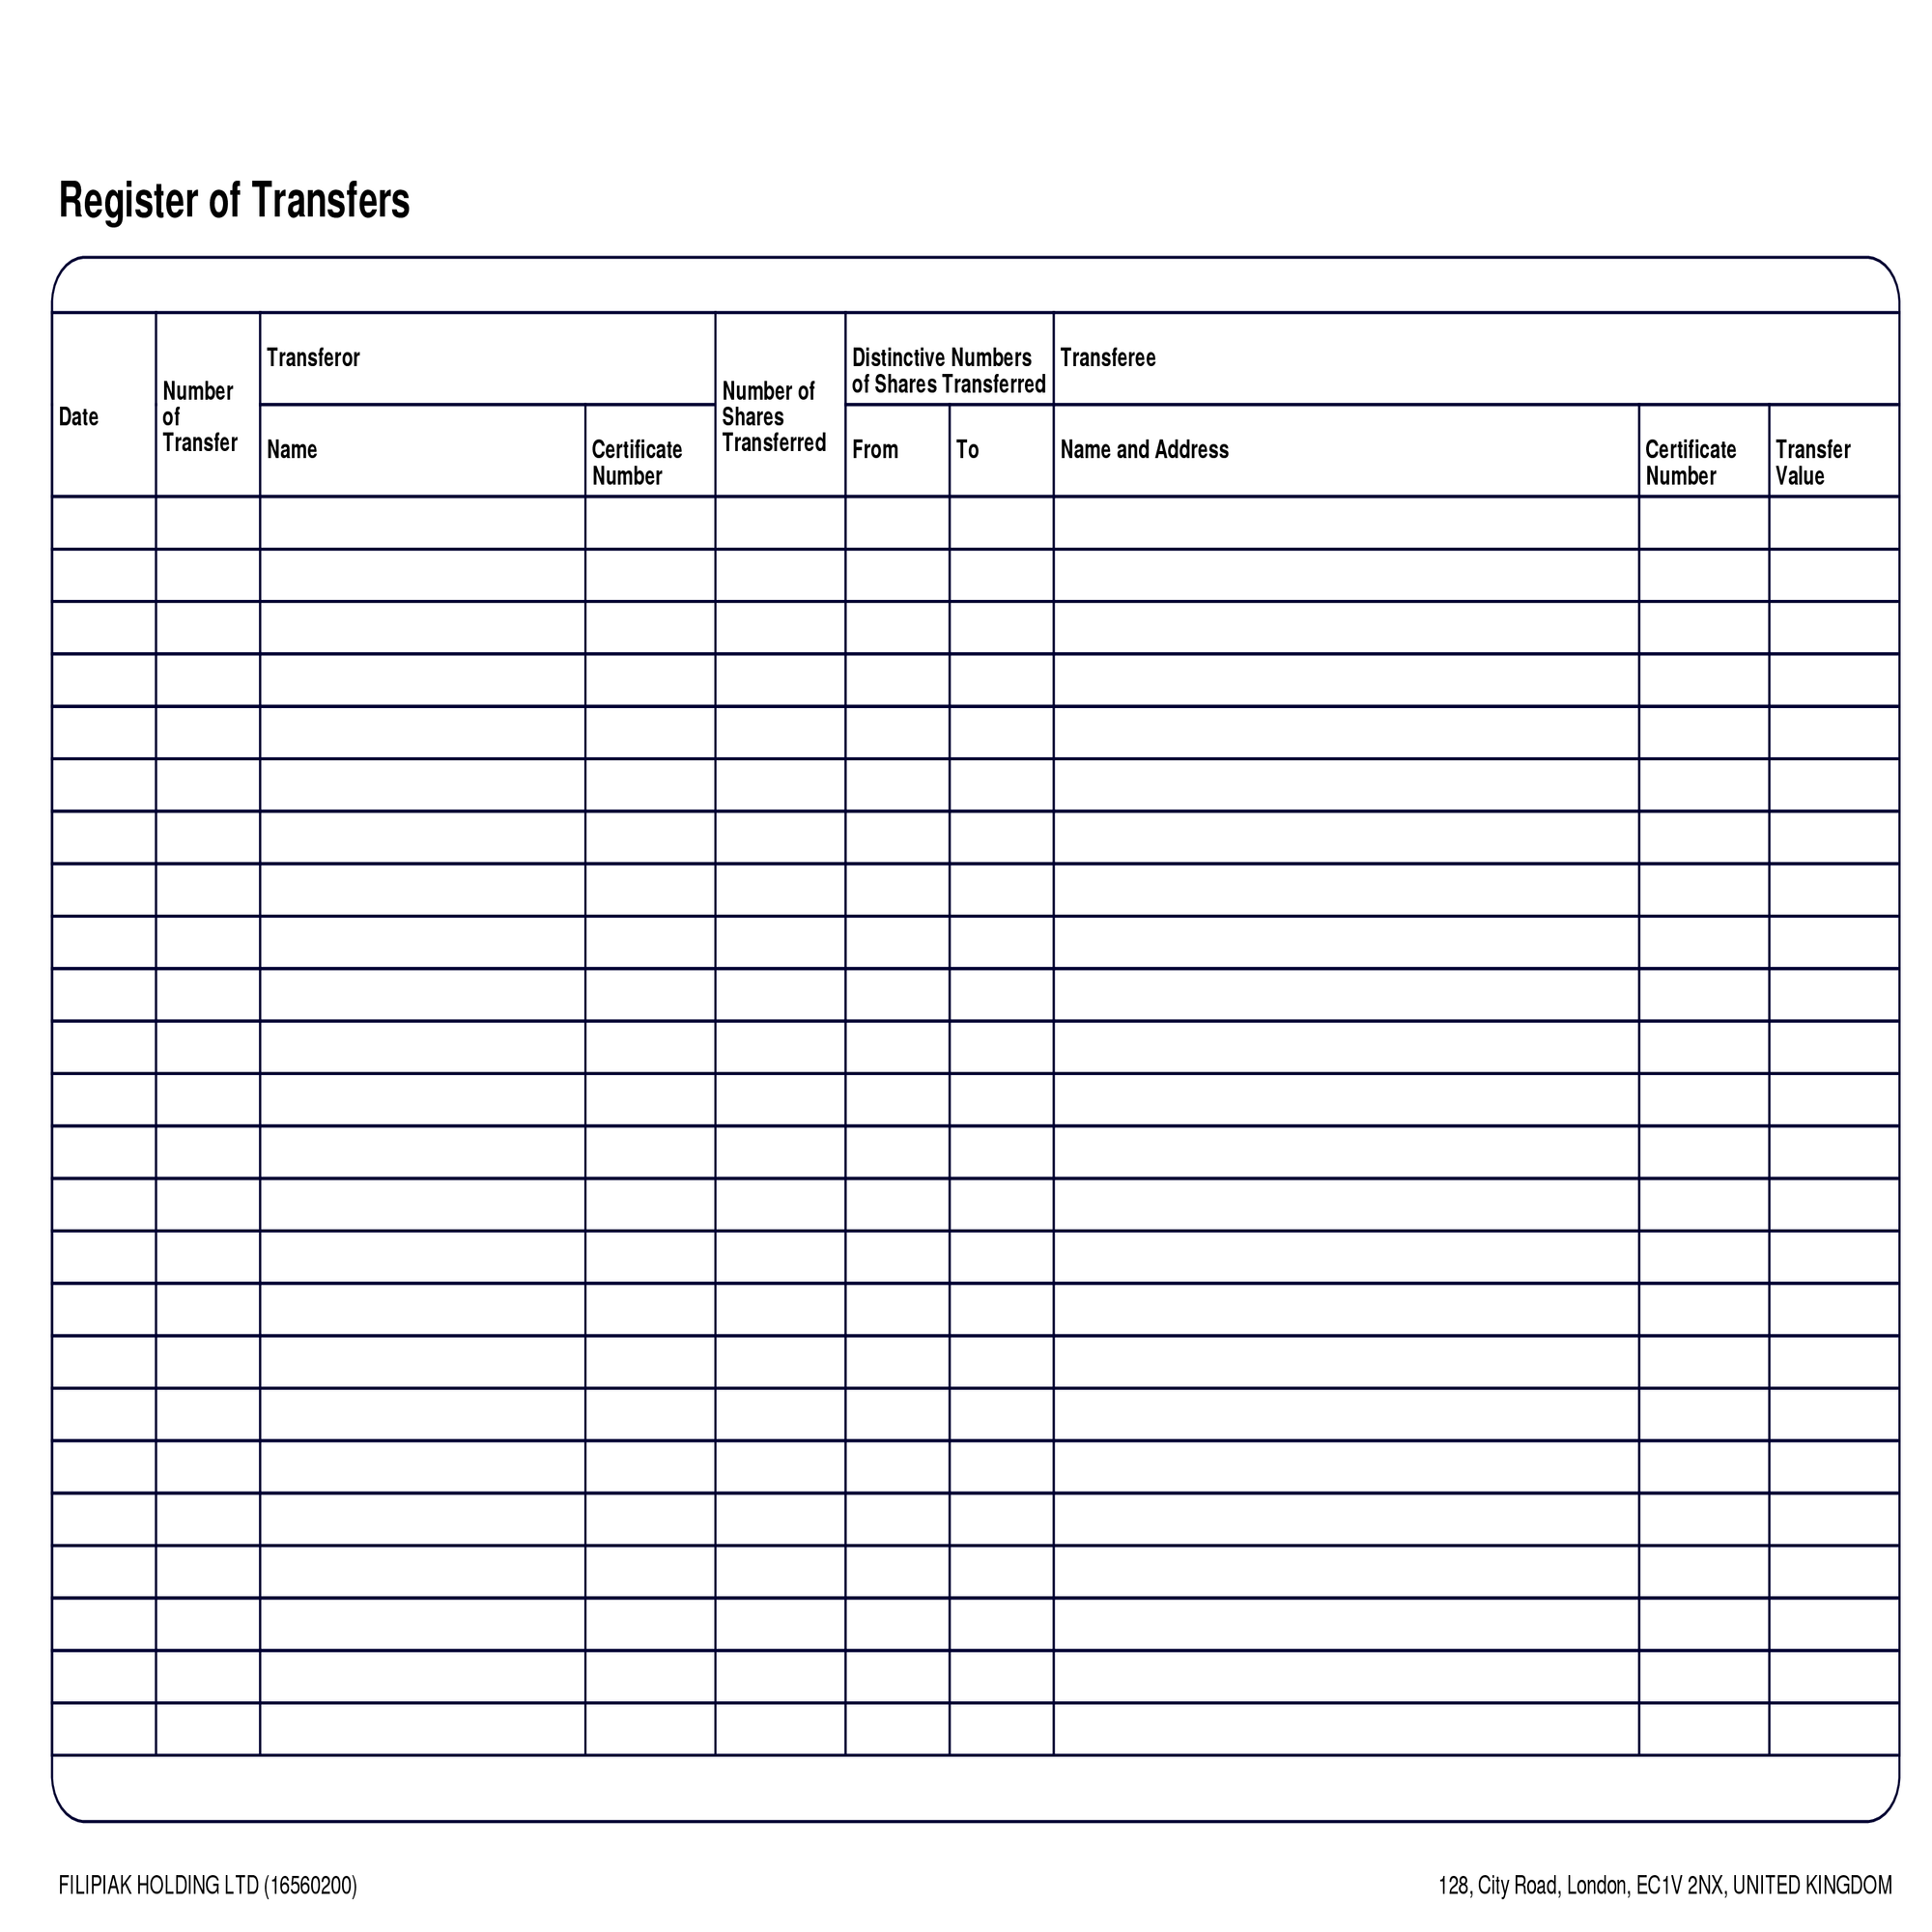 Register of Transfers
Date
Number
of
Transfer
Transferor
Name
Certificate
Number
Number of
Shares
Transferred
Distinctive Numbers
of Shares Transferred
From
To
Transferee
Name and Address
Certificate
Number
Transfer
Value
FILIPIAK HOLDING LTD (16560200)
128, City Road, London, EC1V 2NX, UNITED KINGDOM